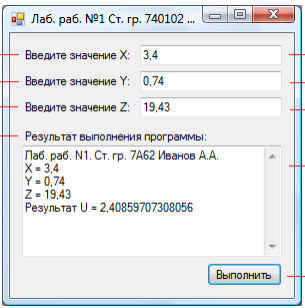 Лаб. раб. №1 Ст. гр. 740102 ...
Введите значение X: 3,4
Введите значение Y: 0,74
Введите значение Z: 19,43
Результат выполнения программы:
Лаб. раб. N1. Ст. гр. 7А62 Иванов А.А.
X = 3,4
Y = 0,74
Z = 19,43
Результат U = 2,40859707308056
Выполнить